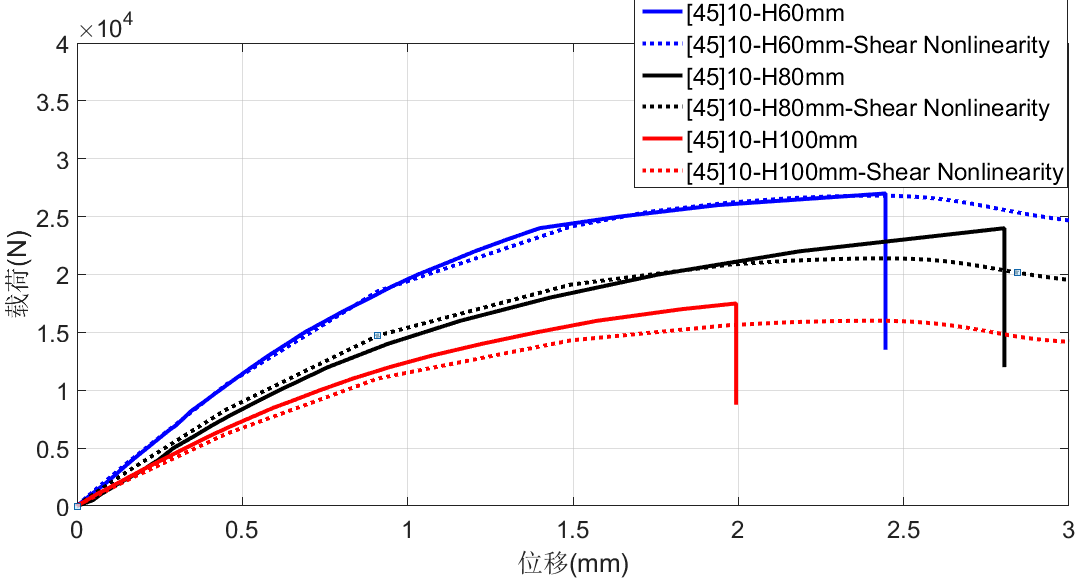 ×10⁴
[45]10-H60mm
[45]10-H60mm-Shear Nonlinearity
[45]10-H80mm
[45]10-H80mm-Shear Nonlinearity
[45]10-H100mm
[45]10-H100mm-Shear Nonlinearity
4
3.5
3
2.5
2
1.5
1
0.5
0
载荷(N)
0 0.5 1 1.5 2 2.5 3
位移(mm)